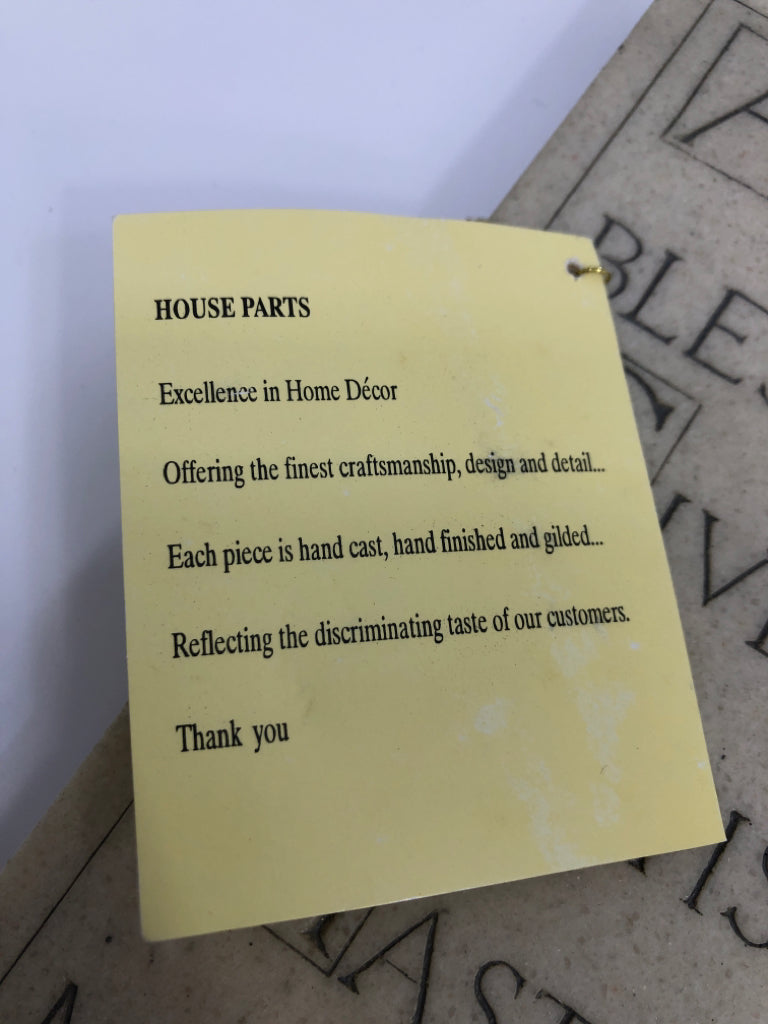 HOUSE PARTS
Excellence in Home Décor
Offering the finest craftsmanship, design and detail...
Each piece is hand cast, hand finished and gilded...
Reflecting the discriminating taste of our customers.
Thank you